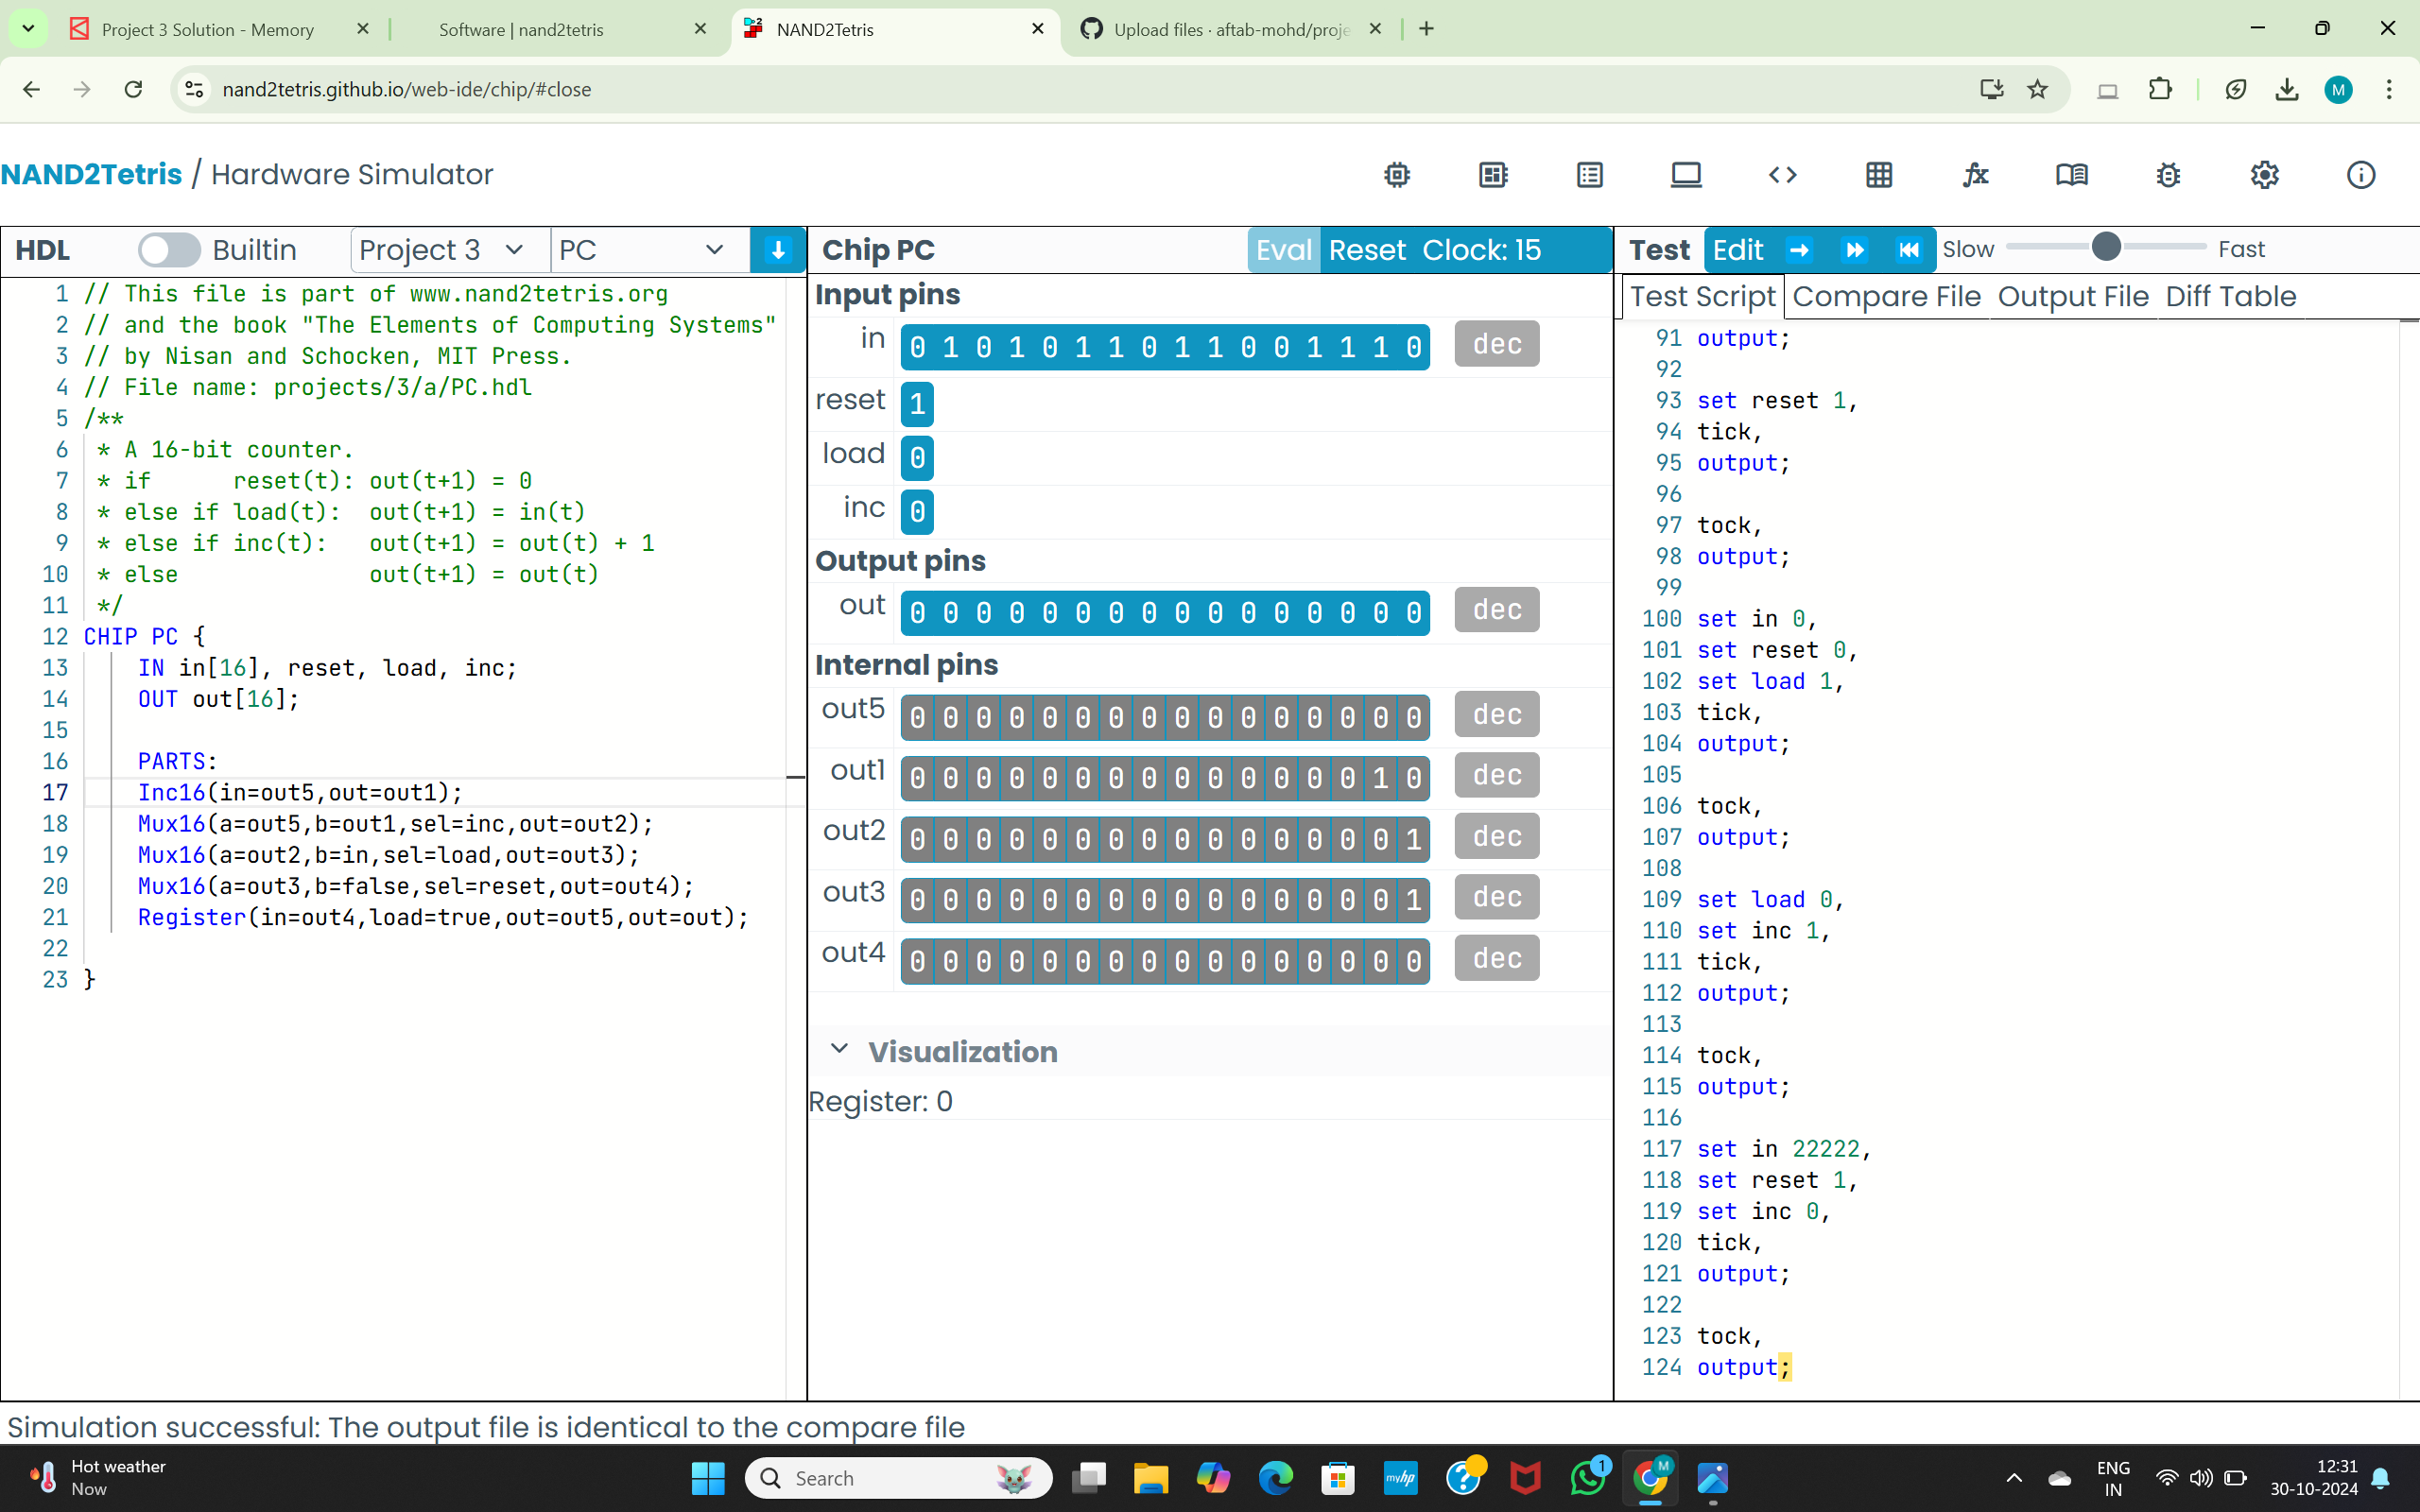 Project 3 Solution - Memory
Software | nand2tetris
NAND2Tetris
Upload files · aftab-mohd/proje
nand2tetris.github.io/web-ide/chip/#close
M
NAND2Tetris / Hardware Simulator
HDL Builtin Project 3 PC
1 // This file is part of www.nand2tetris.org
2 // and the book "The Elements of Computing Systems"
3 // by Nisan and Schocken, MIT Press.
4 // File name: projects/3/a/PC.hdl
5 /**
6 * A 16-bit counter.
7 * if      reset(t): out(t+1) = 0
8 * else if load(t):  out(t+1) = in(t)
9 * else if inc(t):   out(t+1) = out(t) + 1
10 * else              out(t+1) = out(t)
11 */
12 CHIP PC {
13 IN in[16], reset, load, inc;
14 OUT out[16];
15
16 PARTS:
17 Inc16(in=out5,out=out1);
18 Mux16(a=out5,b=out1,sel=inc,out=out2);
19 Mux16(a=out2,b=in,sel=load,out=out3);
20 Mux16(a=out3,b=false,sel=reset,out=out4);
21 Register(in=out4,load=true,out=out5,out=out);
22
23 }
Chip PC Eval Reset Clock: 15
Input pins
in 0 1 0 1 0 1 1 0 1 1 0 0 1 1 1 0 dec
reset 1
load 0
inc 0
Output pins
out 0 0 0 0 0 0 0 0 0 0 0 0 0 0 0 0 dec
Internal pins
out5 0 0 0 0 0 0 0 0 0 0 0 0 0 0 0 0 dec
out1 0 0 0 0 0 0 0 0 0 0 0 0 0 0 1 0 dec
out2 0 0 0 0 0 0 0 0 0 0 0 0 0 0 0 1 dec
out3 0 0 0 0 0 0 0 0 0 0 0 0 0 0 0 1 dec
out4 0 0 0 0 0 0 0 0 0 0 0 0 0 0 0 0 dec
Visualization
Register: 0
Test Edit Slow Fast
Test Script Compare File Output File Diff Table
91 output;
92
93 set reset 1,
94 tick,
95 output;
96
97 tock,
98 output;
99
100 set in 0,
101 set reset 0,
102 set load 1,
103 tick,
104 output;
105
106 tock,
107 output;
108
109 set load 0,
110 set inc 1,
111 tick,
112 output;
113
114 tock,
115 output;
116
117 set in 22222,
118 set reset 1,
119 set inc 0,
120 tick,
121 output;
122
123 tock,
124 output;
Simulation successful: The output file is identical to the compare file
Hot weather
Now
Search
myhp
1
M
ENG
IN
12:31
30-10-2024